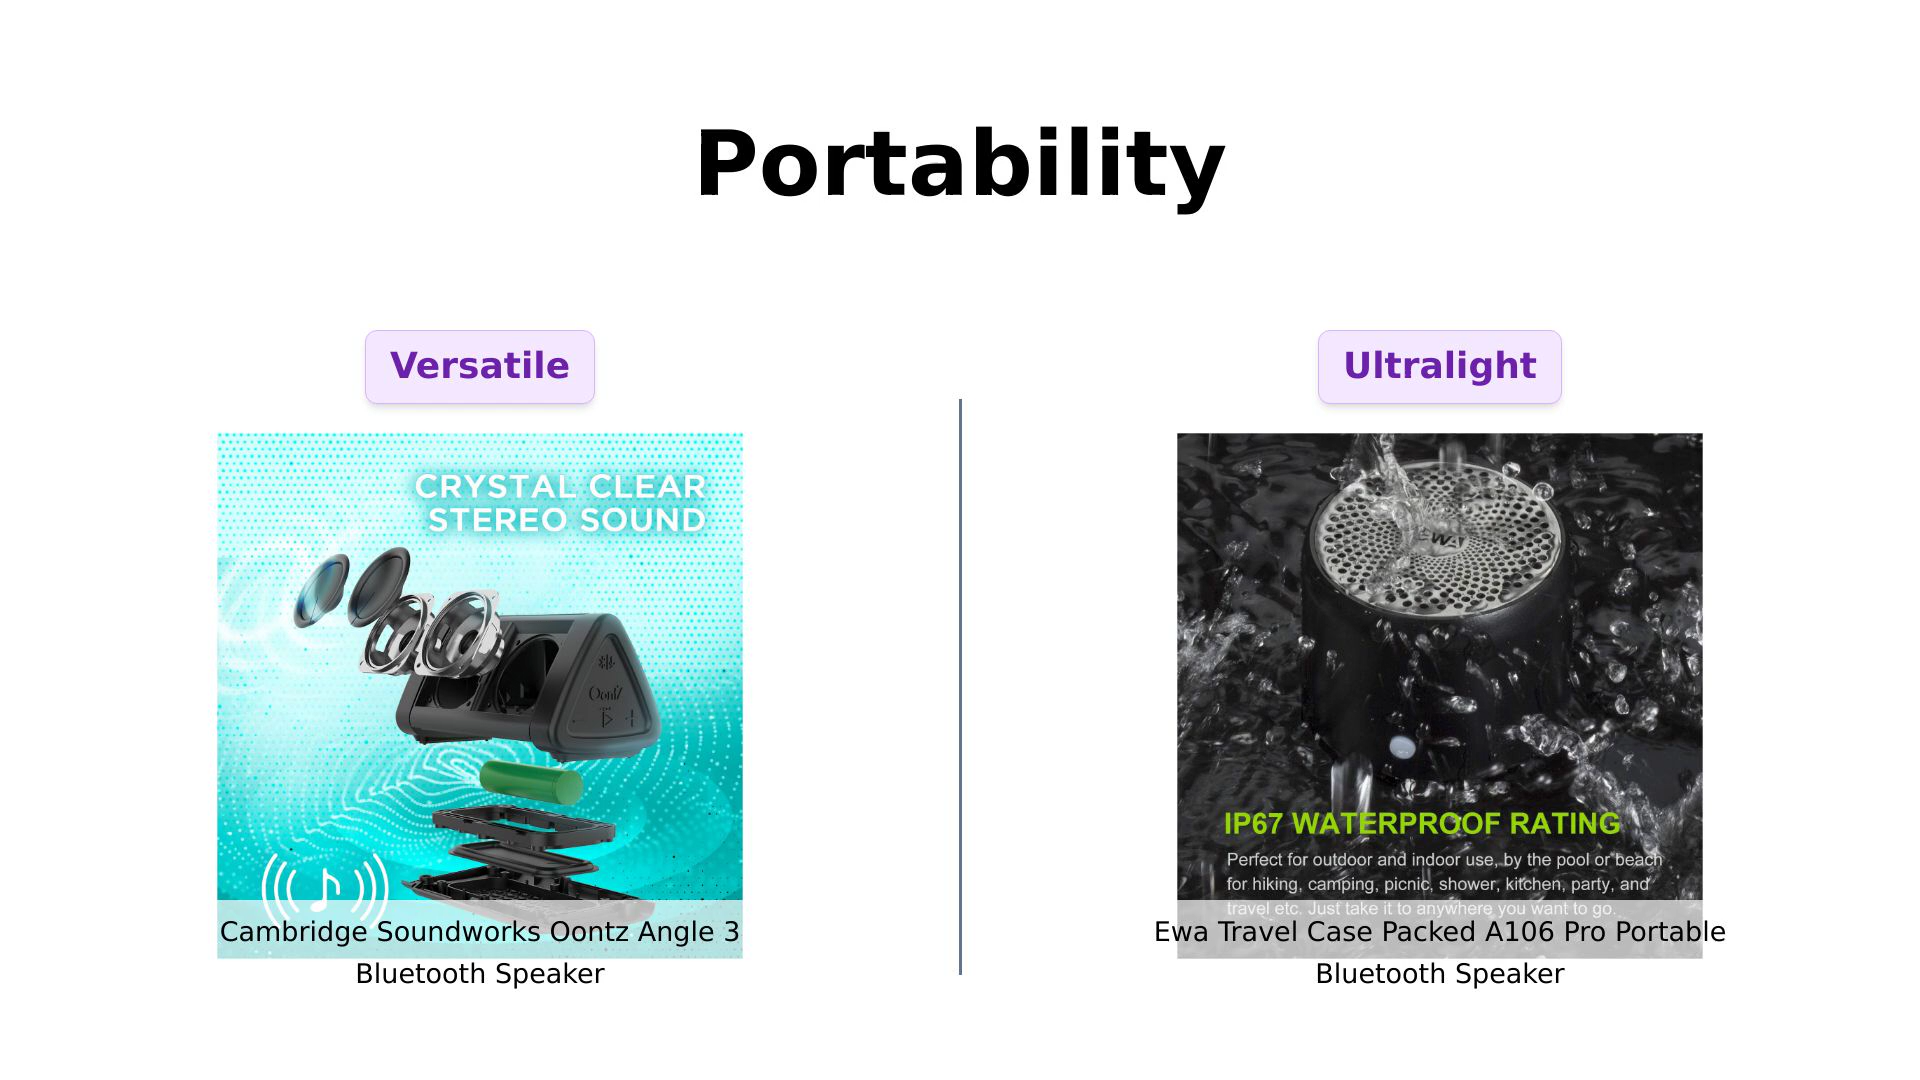 Portability
Versatile
Ultralight
CRYSTAL CLEAR
STEREO SOUND
Oontz
Cambridge Soundworks Oontz Angle 3
Bluetooth Speaker
IP67 WATERPROOF RATING
Perfect for outdoor and indoor use, by the pool or beach
for hiking, camping, picnic, shower, kitchen, party, and
travel etc. Just take it to anywhere you want to go.
Ewa Travel Case Packed A106 Pro Portable
Bluetooth Speaker